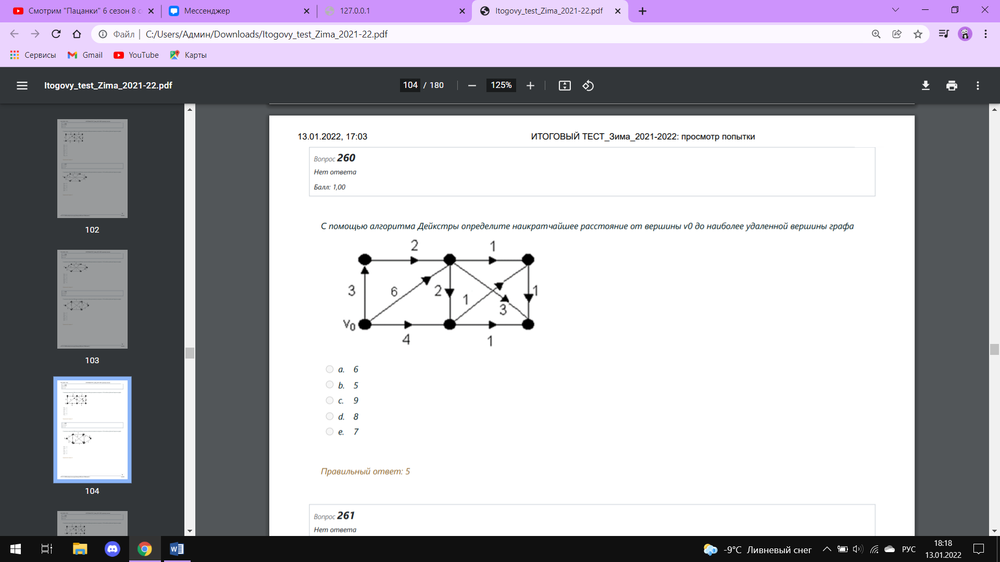 Смотрим "Пацанки" 6 сезон 8 с
Мессенджер
127.0.0.1
Itogovy_test_Zima_2021-22.pdf
Файл | C:/Users/Админ/Downloads/Itogovy_test_Zima_2021-22.pdf
Сервисы Gmail YouTube Карты
Itogovy_test_Zima_2021-22.pdf
104 / 180
125%
102
103
104
13.01.2022, 17:03
ИТОГОВЫЙ ТЕСТ_Зима_2021-2022: просмотр попытки
Вопрос 260
Нет ответа
Балл: 1,00
С помощью алгоритма Дейкстры определите наикратчайшее расстояние от вершины v0 до наиболее удаленной вершины графа
2 1
3 6 2 1 3 1
V0
4 1
a. 6
b. 5
c. 9
d. 8
e. 7
Правильный ответ: 5
Вопрос 261
Нет ответа
-9°C Ливневый снег
РУС
18:18
13.01.2022